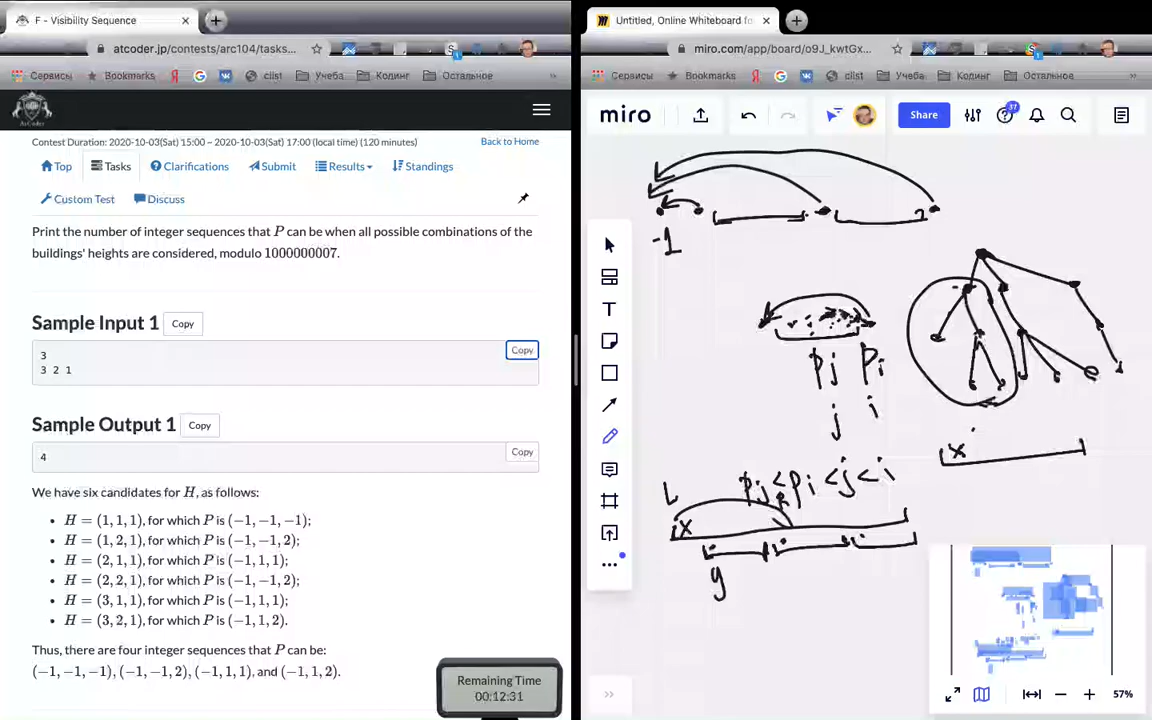 F - Visibility Sequence
atcoder.jp/contests/arc104/tasks...
Сервисы Bookmarks clist Учеба Кодинг Остальное
Contest Duration: 2020-10-03(Sat) 15:00 ~ 2020-10-03(Sat) 17:00 (local time) (120 minutes)
Back to Home
Top Tasks Clarifications Submit Results Standings
Custom Test Discuss
Print the number of integer sequences that P can be when all possible combinations of the
buildings' heights are considered, modulo 1000000007.
Sample Input 1 Copy
Copy
3
3 2 1
Sample Output 1 Copy
Copy
4
We have six candidates for H, as follows:
• H = (1, 1, 1), for which P is (−1, −1, −1);
• H = (1, 2, 1), for which P is (−1, −1, 2);
• H = (2, 1, 1), for which P is (−1, 1, 1);
• H = (2, 2, 1), for which P is (−1, −1, 2);
• H = (3, 1, 1), for which P is (−1, 1, 1);
• H = (3, 2, 1), for which P is (−1, 1, 2).
Thus, there are four integer sequences that P can be:
(−1, −1, −1), (−1, −1, 2), (−1, 1, 1), and (−1, 1, 2).
Remaining Time
00:12:31
Untitled, Online Whiteboard fo
miro.com/app/board/o9J_kwtGx...
Сервисы Bookmarks clist Учеба Кодинг Остальное
miro
Share
37
-1
Pj Pi
j i
x
Pj < Pi < j < i
L
x
y
57%